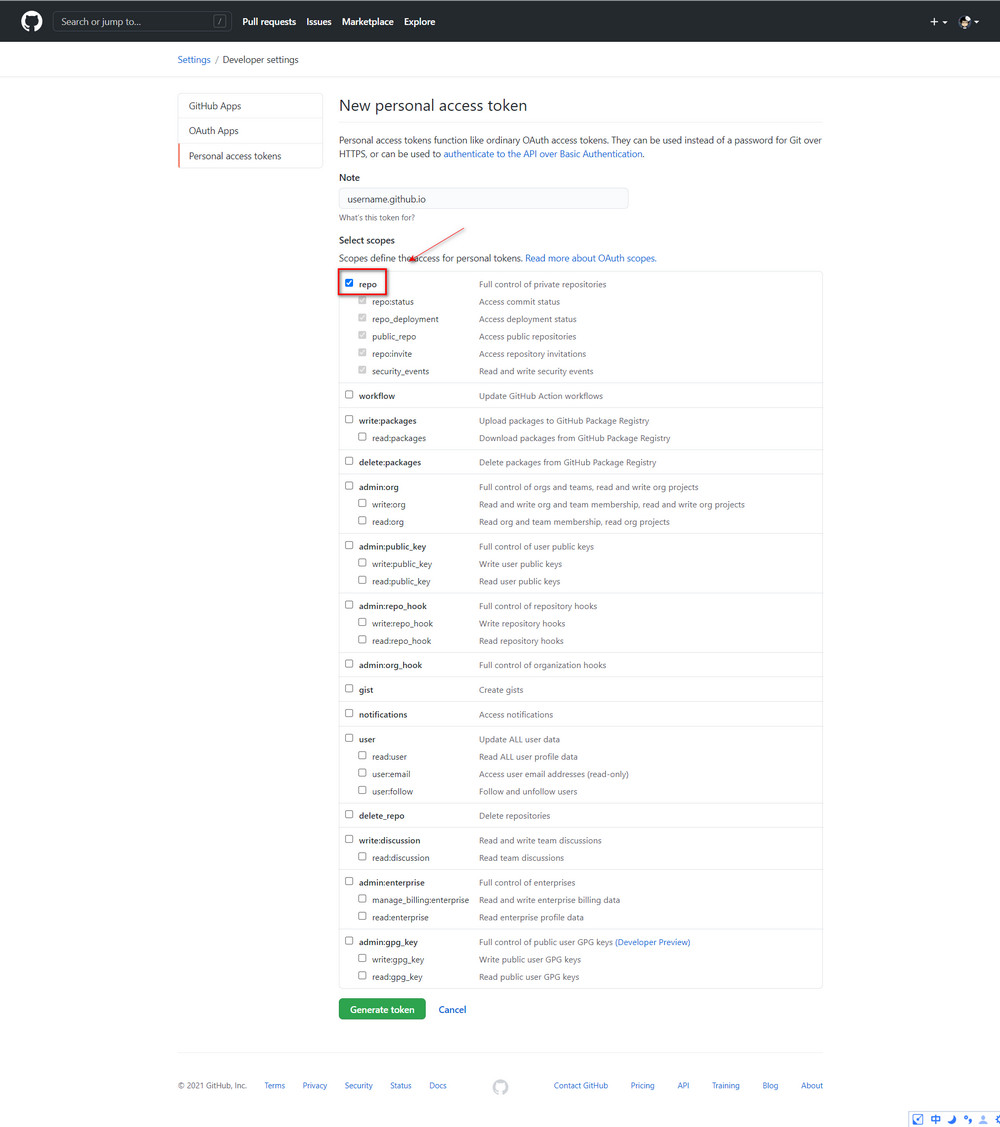 Search or jump to... /
Pull requests Issues Marketplace Explore
Settings / Developer settings
GitHub Apps
OAuth Apps
Personal access tokens
New personal access token
Personal access tokens function like ordinary OAuth access tokens. They can be used instead of a password for Git over
HTTPS, or can be used to authenticate to the API over Basic Authentication.
Note
username.github.io
What's this token for?
Select scopes
Scopes define the access for personal tokens. Read more about OAuth scopes.
repo Full control of private repositories
repo:status Access commit status
repo_deployment Access deployment status
public_repo Access public repositories
repo:invite Access repository invitations
security_events Read and write security events
workflow Update GitHub Action workflows
write:packages Upload packages to GitHub Package Registry
read:packages Download packages from GitHub Package Registry
delete:packages Delete packages from GitHub Package Registry
admin:org Full control of orgs and teams, read and write org projects
write:org Read and write org and team membership, read and write org projects
read:org Read org and team membership, read org projects
admin:public_key Full control of user public keys
write:public_key Write user public keys
read:public_key Read user public keys
admin:repo_hook Full control of repository hooks
write:repo_hook Write repository hooks
read:repo_hook Read repository hooks
admin:org_hook Full control of organization hooks
gist Create gists
notifications Access notifications
user Update ALL user data
read:user Read ALL user profile data
user:email Access user email addresses (read-only)
user:follow Follow and unfollow users
delete_repo Delete repositories
write:discussion Read and write team discussions
read:discussion Read team discussions
admin:enterprise Full control of enterprises
manage_billing:enterprise Read and write enterprise billing data
read:enterprise Read enterprise profile data
admin:gpg_key Full control of public user GPG keys (Developer Preview)
write:gpg_key Write public user GPG keys
read:gpg_key Read public user GPG keys
Generate token Cancel
© 2021 GitHub, Inc. Terms Privacy Security Status Docs Contact GitHub Pricing API Training Blog About
中